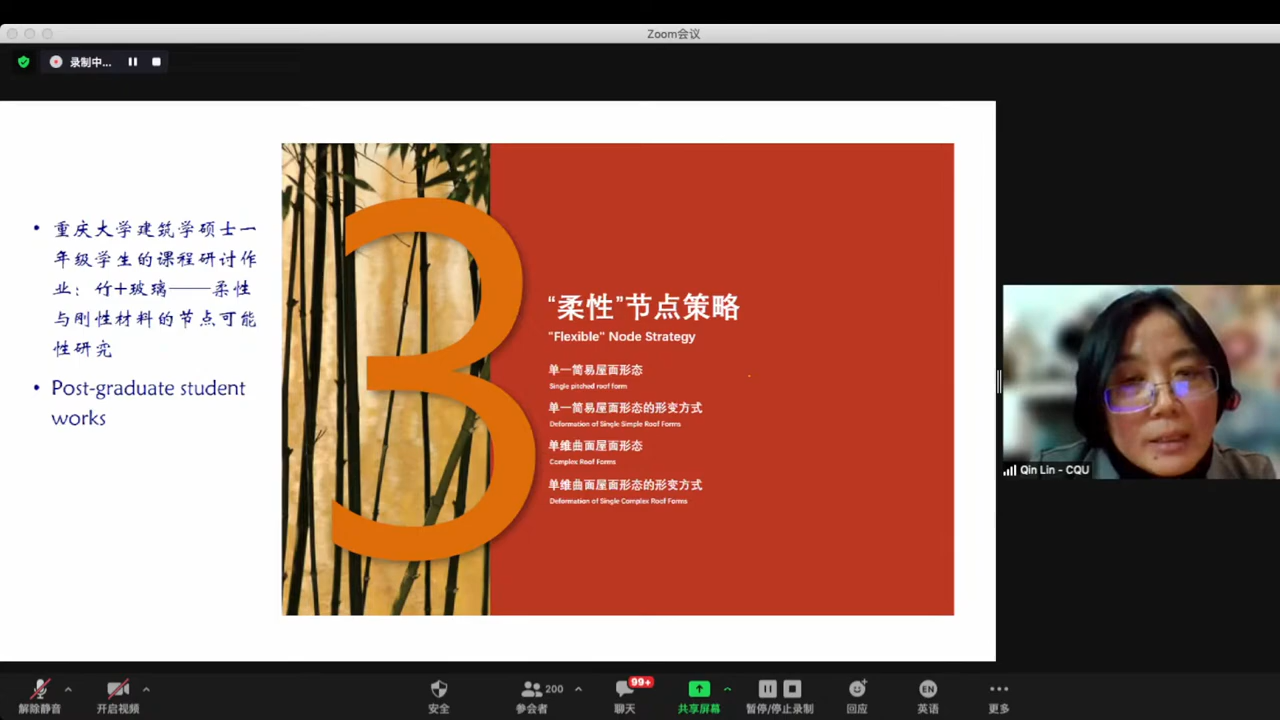 Zoom会议
录制中...
• 重庆大学建筑学硕士一
年级学生的课程研讨作
业：竹+玻璃——柔性
与刚性材料的节点可能
性研究
• Post-graduate student
works
3
“柔性”节点策略
"Flexible" Node Strategy
单一简易屋面形态
Single pitched roof form
单一简易屋面形态的形变方式
Deformation of Single Simple Roof Forms
单维曲面屋面形态
Complex Roof Forms
单维曲面屋面形态的形变方式
Deformation of Single Complex Roof Forms
Qin Lin - CQU
解除静音
开启视频
安全
200
参会者
99+
聊天
共享屏幕
暂停/停止录制
回应
EN
英语
更多